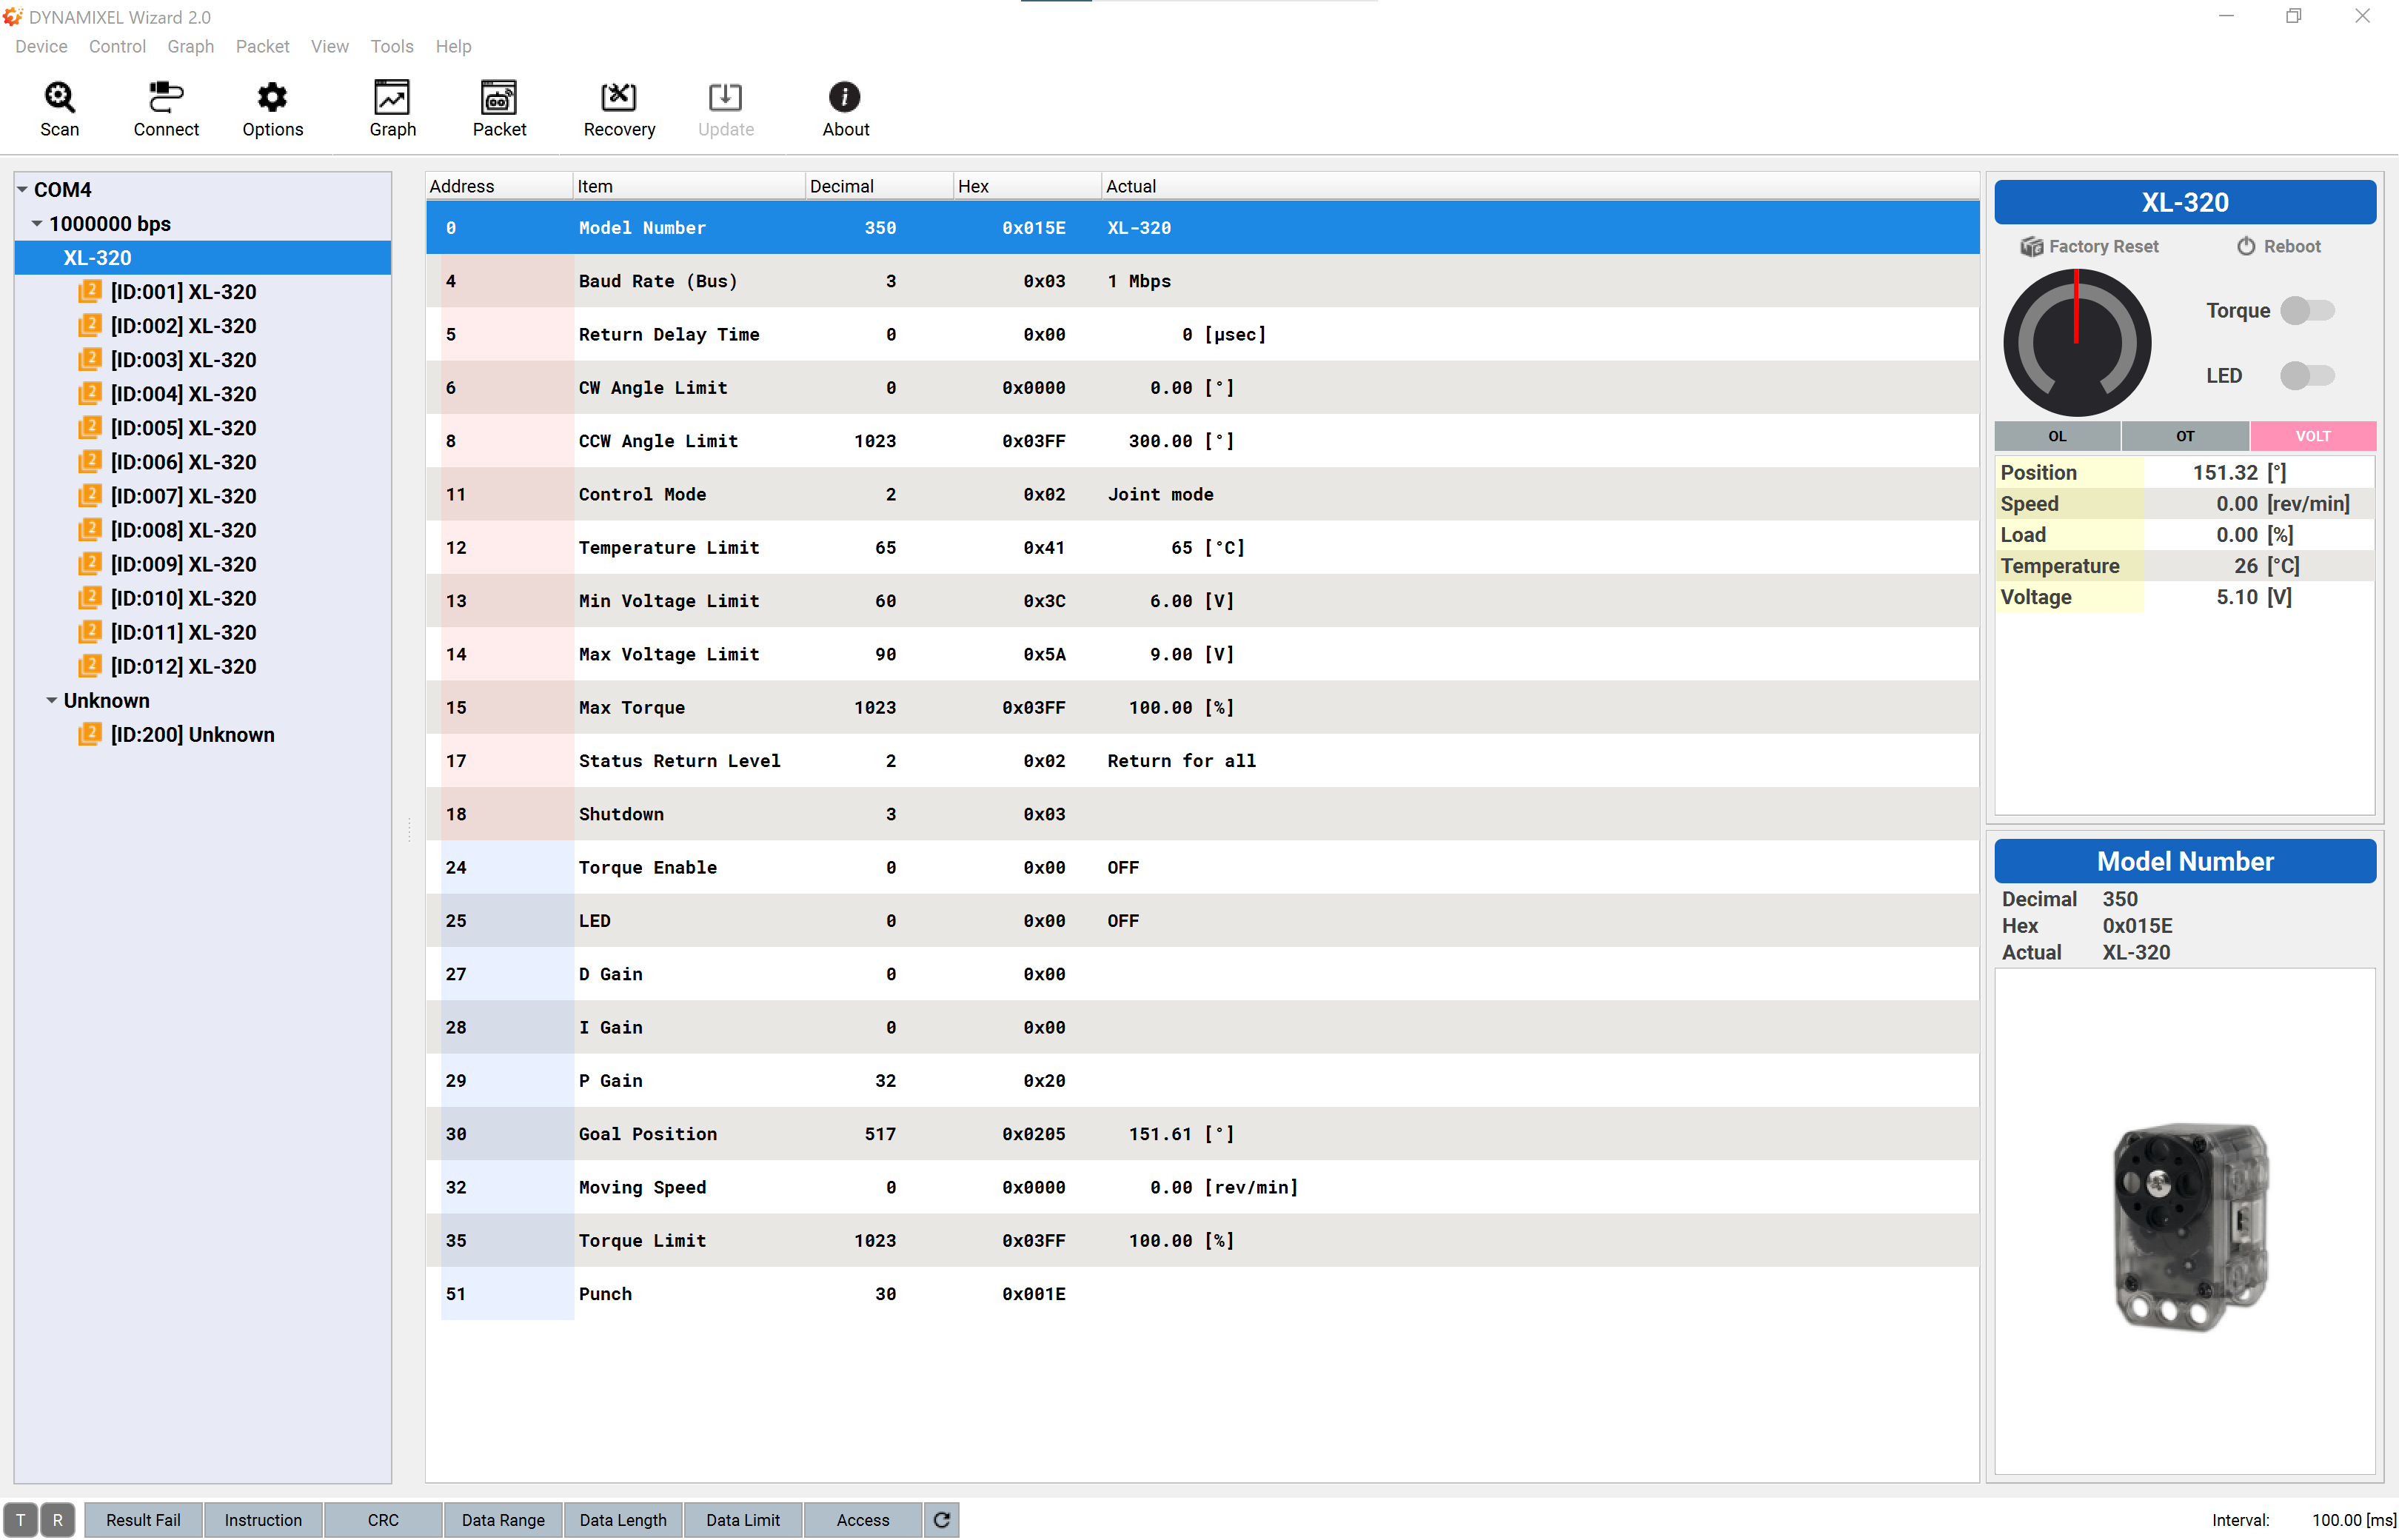 DYNAMIXEL Wizard 2.0
Device Control Graph Packet View Tools Help
Scan Connect Options Graph Packet Recovery Update About
COM4
1000000 bps
XL-320
2 [ID:001] XL-320
2 [ID:002] XL-320
2 [ID:003] XL-320
2 [ID:004] XL-320
2 [ID:005] XL-320
2 [ID:006] XL-320
2 [ID:007] XL-320
2 [ID:008] XL-320
2 [ID:009] XL-320
2 [ID:010] XL-320
2 [ID:011] XL-320
2 [ID:012] XL-320
Unknown
2 [ID:200] Unknown
Address Item Decimal Hex Actual
0 Model Number 350 0x015E XL-320
4 Baud Rate (Bus) 3 0x03 1 Mbps
5 Return Delay Time 0 0x00 0 [µsec]
6 CW Angle Limit 0 0x0000 0.00 [°]
8 CCW Angle Limit 1023 0x03FF 300.00 [°]
11 Control Mode 2 0x02 Joint mode
12 Temperature Limit 65 0x41 65 [°C]
13 Min Voltage Limit 60 0x3C 6.00 [V]
14 Max Voltage Limit 90 0x5A 9.00 [V]
15 Max Torque 1023 0x03FF 100.00 [%]
17 Status Return Level 2 0x02 Return for all
18 Shutdown 3 0x03
24 Torque Enable 0 0x00 OFF
25 LED 0 0x00 OFF
27 D Gain 0 0x00
28 I Gain 0 0x00
29 P Gain 32 0x20
30 Goal Position 517 0x0205 151.61 [°]
32 Moving Speed 0 0x0000 0.00 [rev/min]
35 Torque Limit 1023 0x03FF 100.00 [%]
51 Punch 30 0x001E
XL-320
Factory Reset Reboot
Torque
LED
OL OT VOLT
Position 151.32 [°]
Speed 0.00 [rev/min]
Load 0.00 [%]
Temperature 26 [°C]
Voltage 5.10 [V]
Model Number
Decimal 350
Hex 0x015E
Actual XL-320
T R Result Fail Instruction CRC Data Range Data Length Data Limit Access Interval: 100.00 [ms]